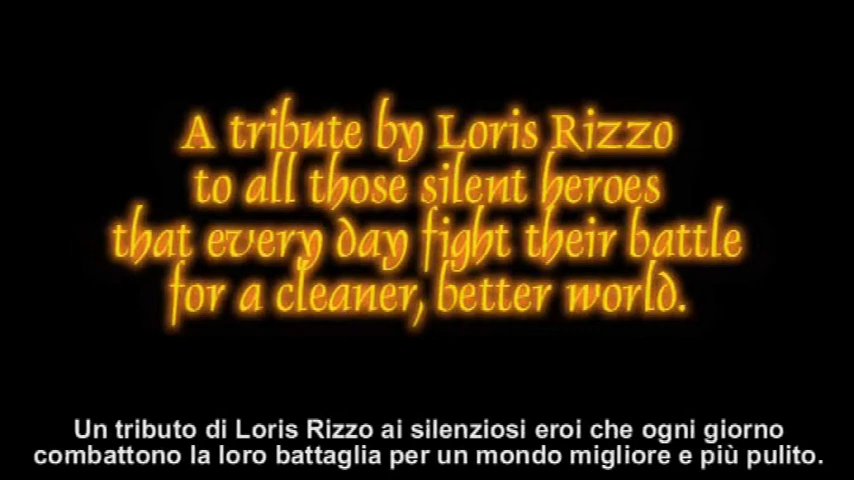 A tribute by Loris Rizzo
to all those silent heroes
that every day fight their battle
for a cleaner, better world.
Un tributo di Loris Rizzo ai silenziosi eroi che ogni giorno
combattono la loro battaglia per un mondo migliore e più pulito.